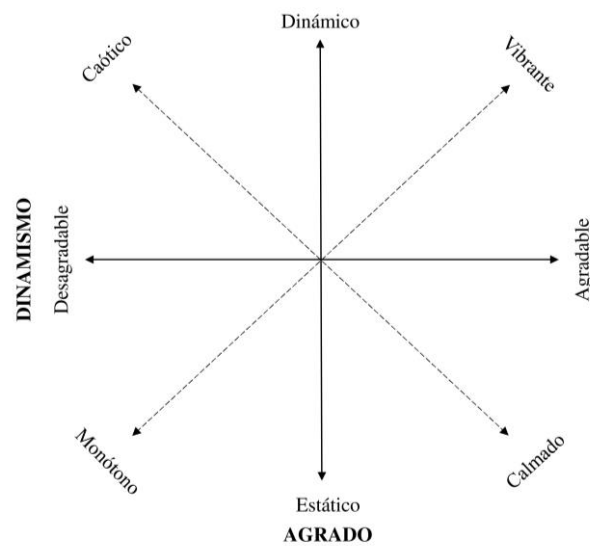 Dinámico
Caótico
Vibrante
DINAMISMO
Desagradable
Agradable
Monótono
Calmado
Estático
AGRADO